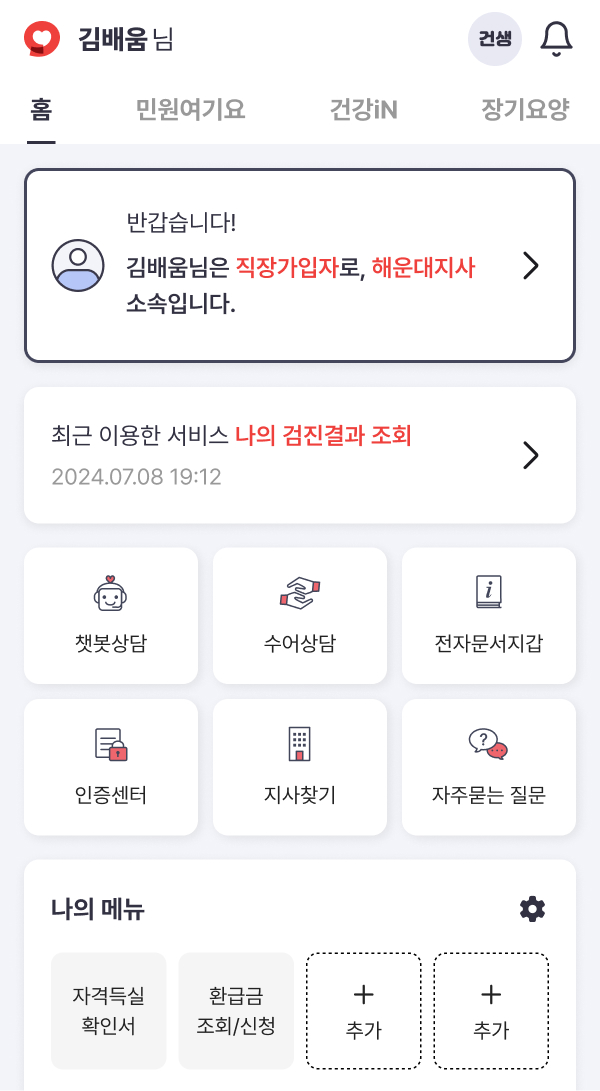 김배움 님
건생
홈 민원여기요 건강iN 장기요양
반갑습니다!
김배움님은 직장가입자로, 해운대지사
소속입니다.
최근 이용한 서비스 나의 검진결과 조회
2024.07.08 19:12
챗봇상담 수어상담 전자문서지갑
인증센터 지사찾기 자주묻는 질문
나의 메뉴
자격득실
확인서
환급금
조회/신청
추가
추가